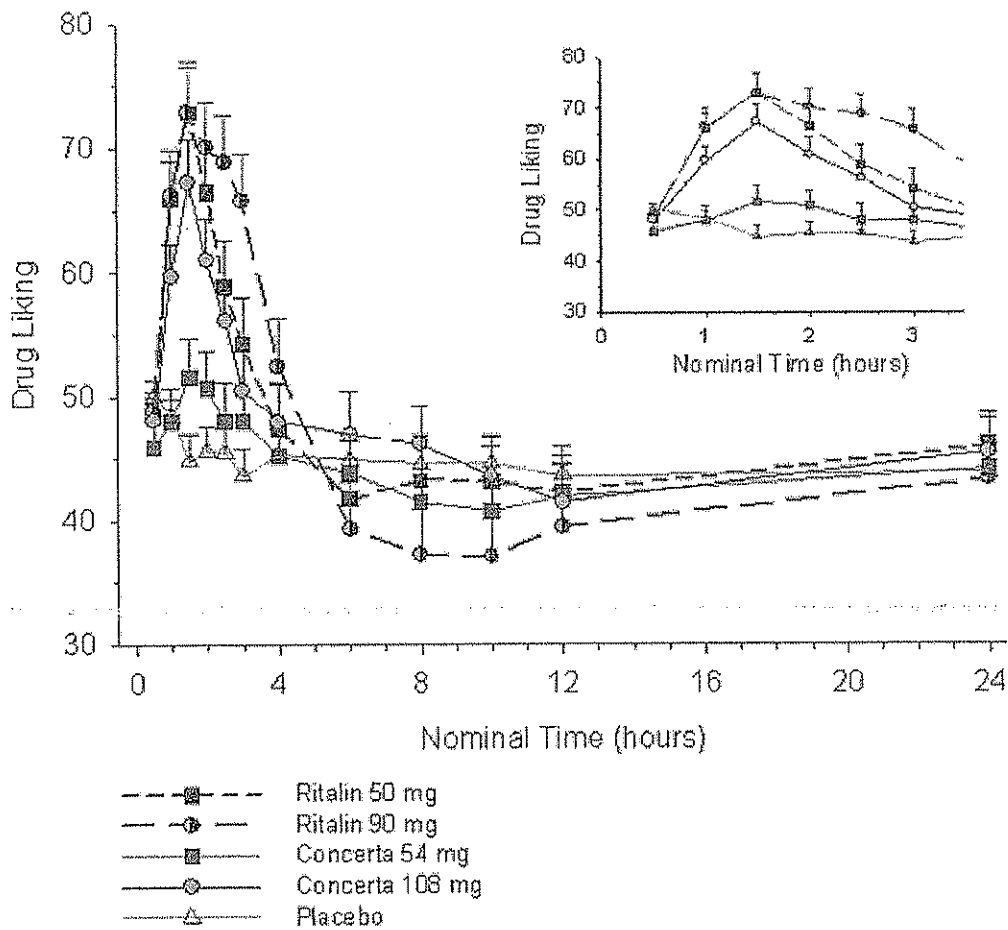 80
70
60
50
40
30
Drug Liking
0 4 8 12 16 20 24
Nominal Time (hours)
80
70
60
50
40
30
Drug Liking
0 1 2 3
Nominal Time (hours)
Ritalin 50 mg
Ritalin 90 mg
Concerta 54 mg
Concerta 108 mg
Placebo